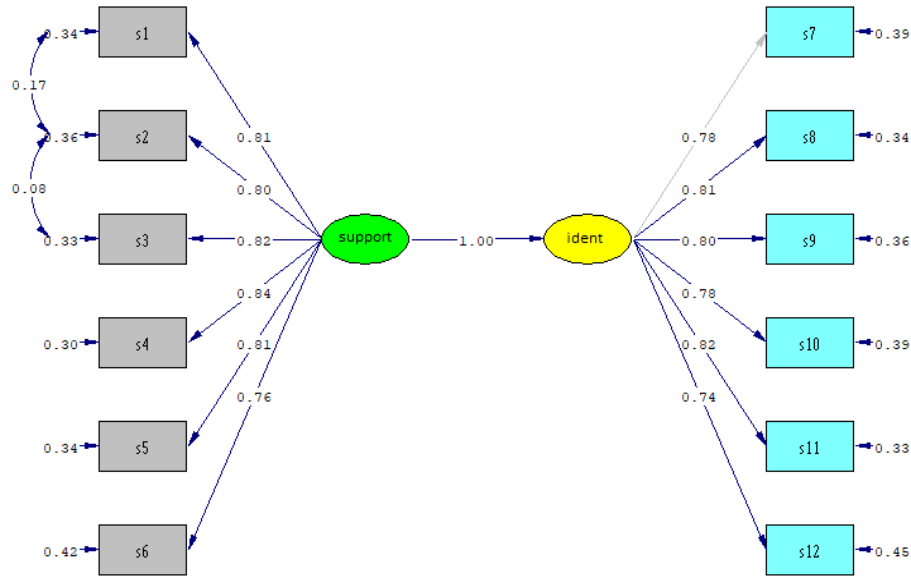 0.34 s1 s7 0.39
0.17
0.81 0.78
0.36 s2 s8 0.34
0.08
0.80 0.81
0.33 s3 0.82 support 1.00 ident 0.80 s9 0.36
0.84 0.78
0.30 s4 0.81 0.82 s10 0.39
0.76 0.74
0.34 s5 s11 0.33
0.42 s6 s12 0.45